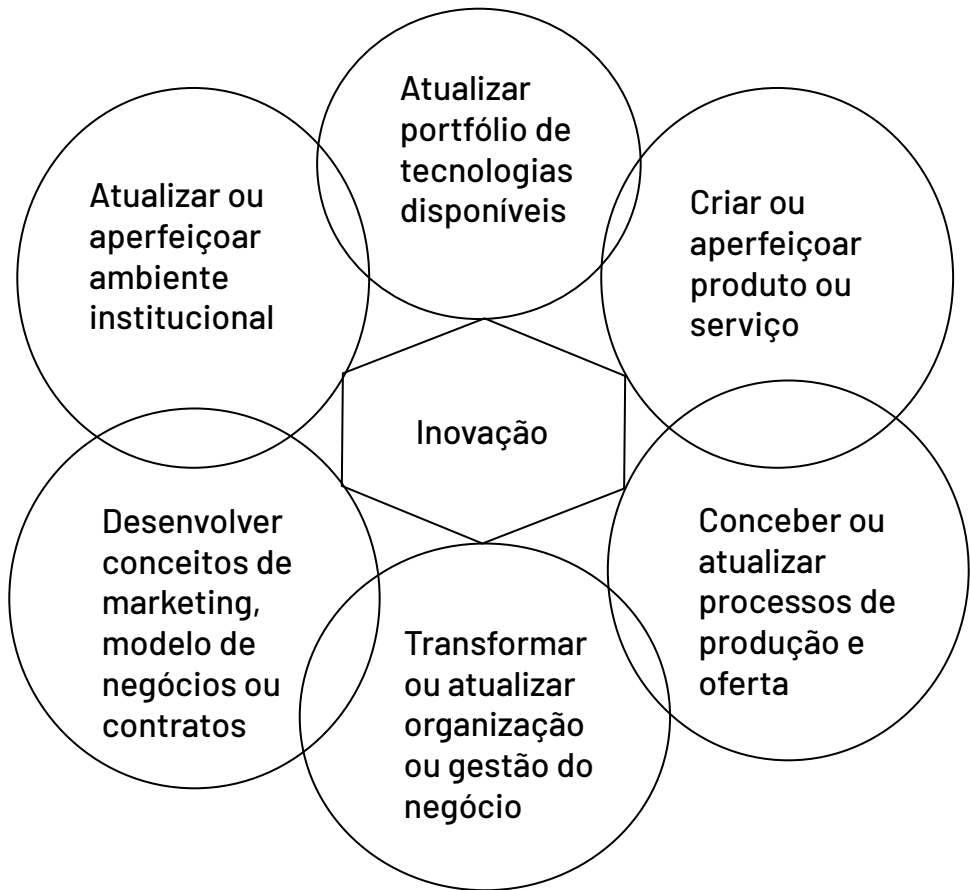 Atualizar
portfólio de
tecnologias
disponíveis
Atualizar ou
aperfeiçoar
ambiente
institucional
Criar ou
aperfeiçoar
produto ou
serviço
Inovação
Desenvolver
conceitos de
marketing,
modelo de
negócios ou
contratos
Conceber ou
atualizar
processos de
produção e
oferta
Transformar
ou atualizar
organização
ou gestão do
negócio